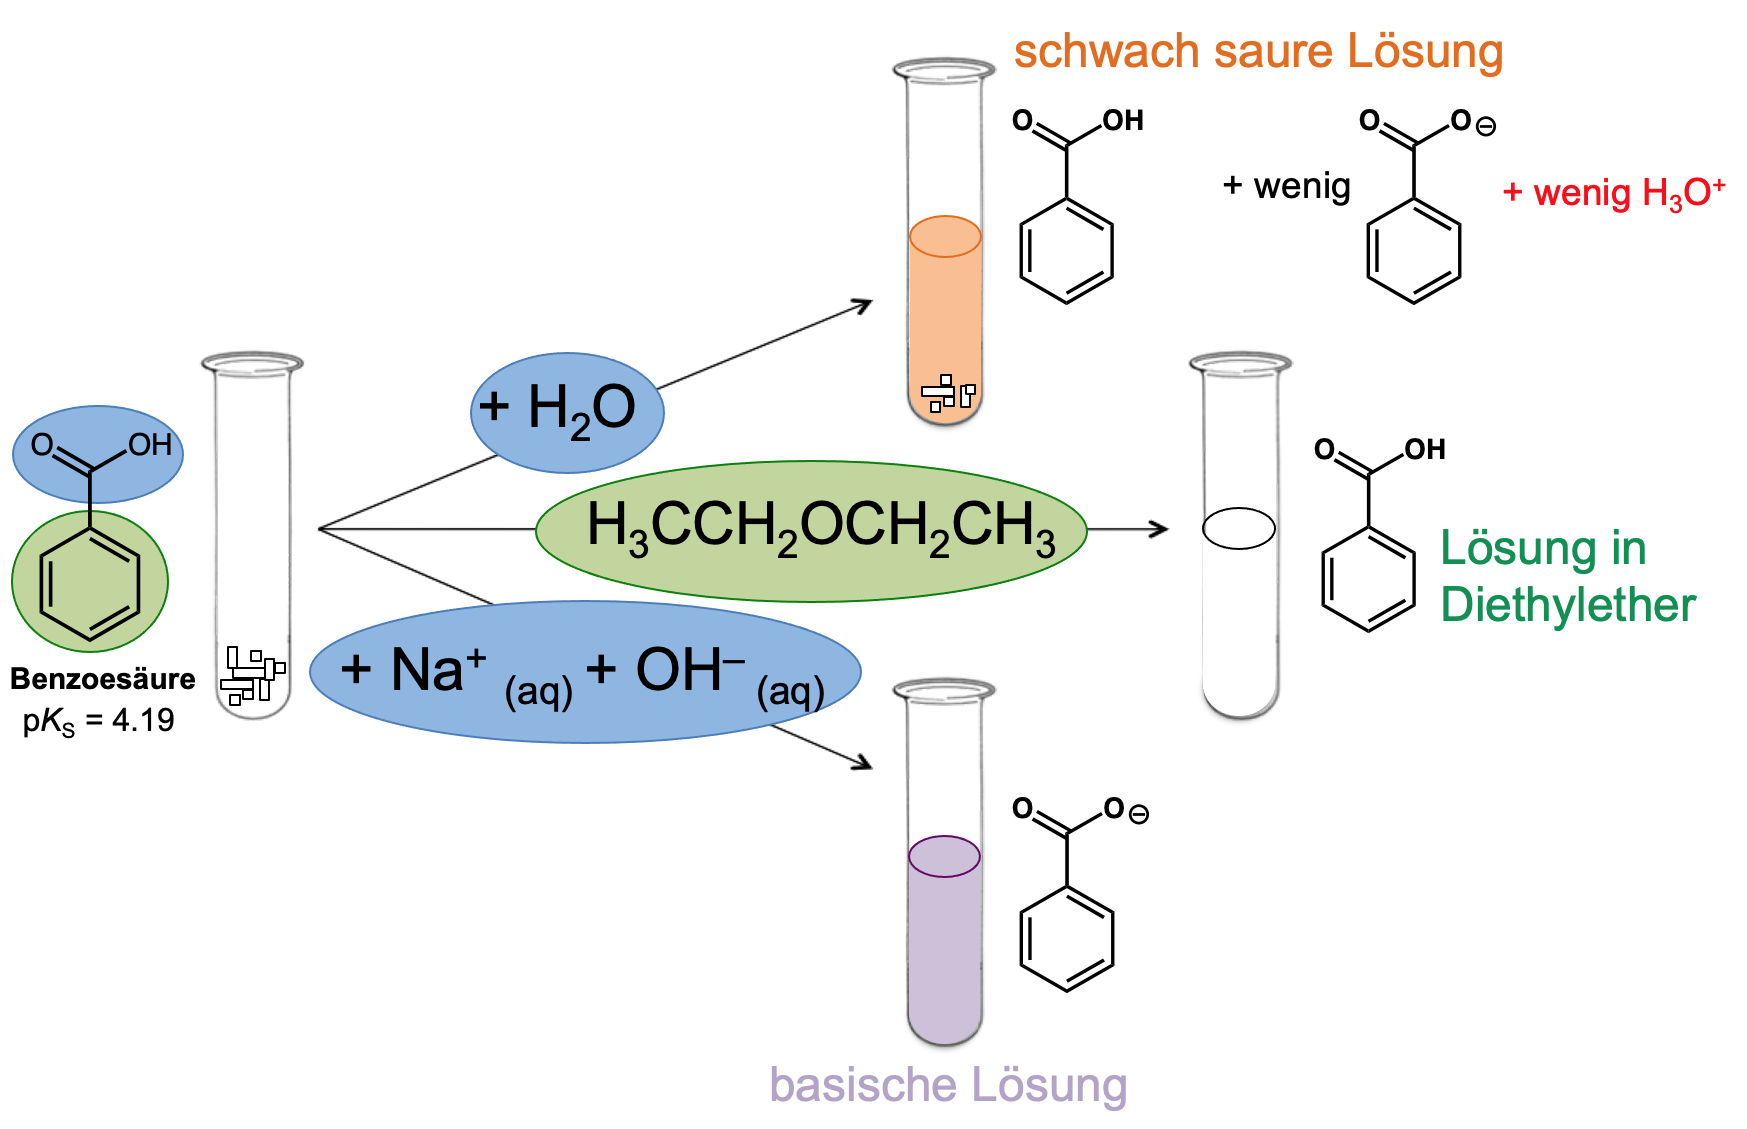 schwach saure Lösung
O OH
+ wenig
O O⊖
+ wenig H₃O⁺
+ H₂O
O OH
Benzoesäure
pKₛ = 4.19
H₃CCH₂OCH₂CH₃
O OH
Lösung in
Diethylether
+ Na⁺ (aq) + OH⁻ (aq)
O O⊖
basische Lösung